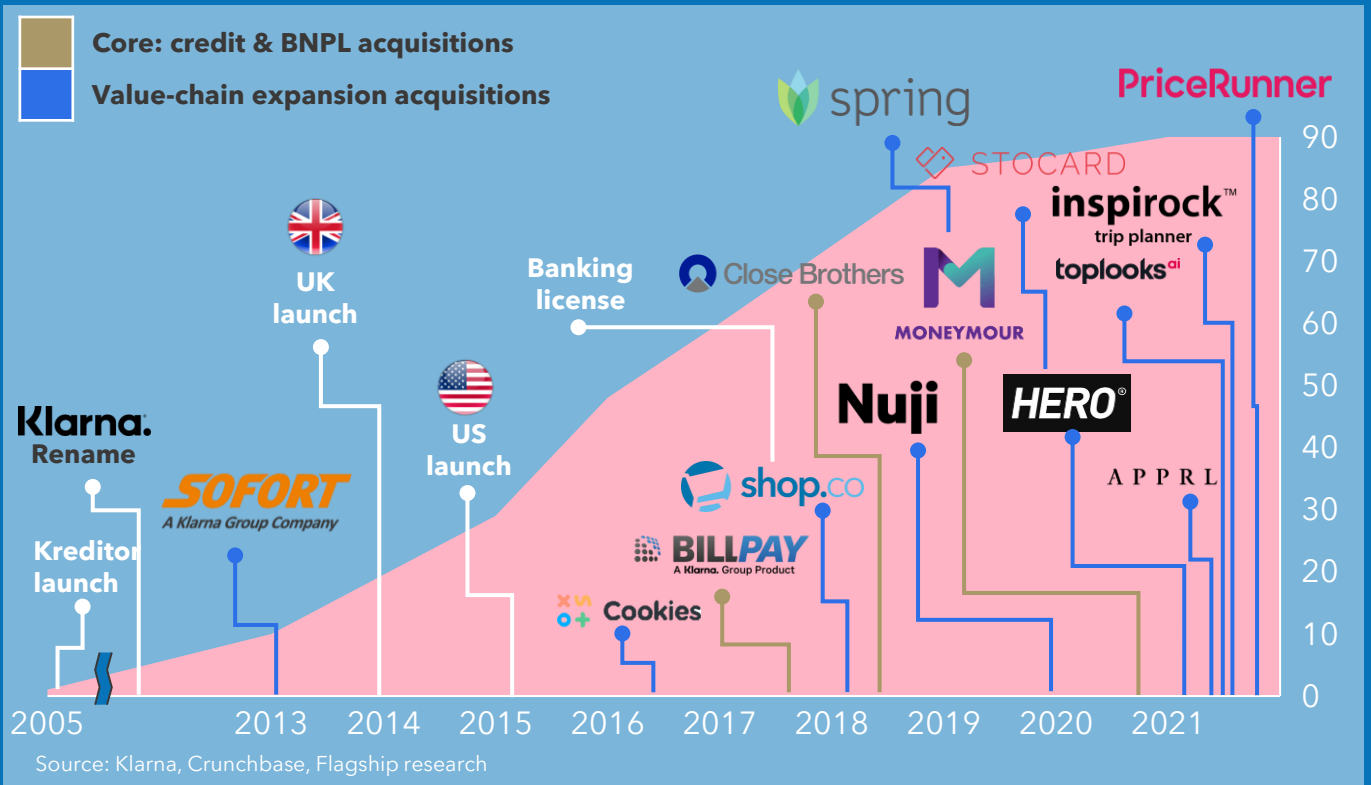 Core: credit & BNPL acquisitions
Value-chain expansion acquisitions
spring
PriceRunner
STOCARD
inspirock™
trip planner
toplooks ai
UK
launch
Banking
license
Close Brothers
MONEYMOUR
US
launch
Nuji
HERO®
Klarna.
Rename
SOFORT
A Klarna Group Company
shop.co
APPRL
BILLPAY
A Klarna. Group Product
Kreditor
launch
Cookies
90
80
70
60
50
40
30
20
10
0
2005
2013
2014
2015
2016
2017
2018
2019
2020
2021
Source: Klarna, Crunchbase, Flagship research